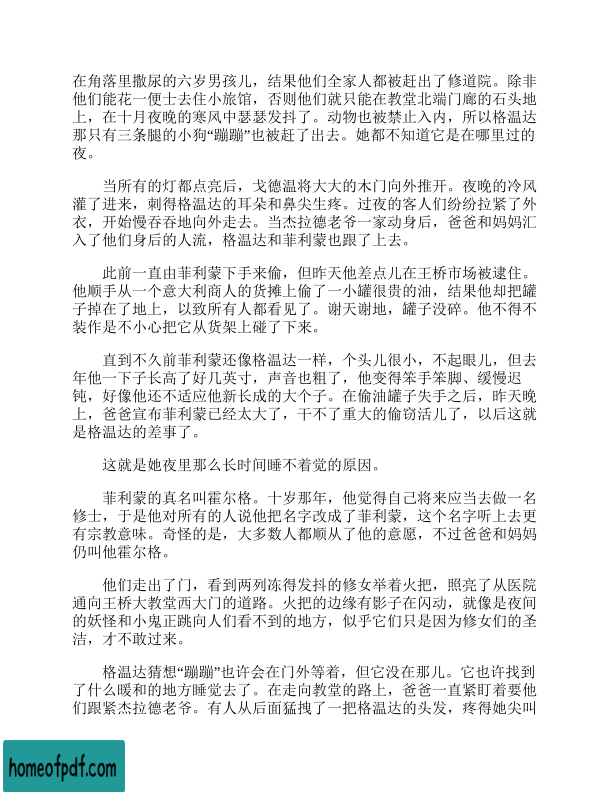 在角落里撒尿的六岁男孩儿，结果他们全家人都被赶出了修道院。除非
他们能花一便士去住小旅馆，否则他们就只能在教堂北端门廊的石头地
上，在十月夜晚的寒风中瑟瑟发抖了。动物也被禁止入内，所以格温达
那只有三条腿的小狗“蹦蹦”也被赶了出去。她都不知道它是在哪里过的
夜。
当所有的灯都点亮后，戈德温将大大的木门向外推开。夜晚的冷风
灌了进来，刺得格温达的耳朵和鼻尖生疼。过夜的客人们纷纷拉紧了外
衣，开始慢吞吞地向外走去。当杰拉德老爷一家动身后，爸爸和妈妈汇
入了他们身后的人流，格温达和菲利蒙也跟了上去。
此前一直由菲利蒙下手来偷，但昨天他差点儿在王桥市场被逮住。
他顺手从一个意大利商人的货摊上偷了一小罐很贵的油，结果他却把罐
子掉在了地上，以致所有人都看见了。谢天谢地，罐子没碎。他不得不
装作是不小心把它从货架上碰了下来。
直到不久前菲利蒙还像格温达一样，个头儿很小，不起眼儿，但去
年他一下子长高了好几英寸，声音也粗了，他变得笨手笨脚、缓慢迟
钝，好像他还不适应他新长成的大个子。在偷油罐子失手之后，昨天晚
上，爸爸宣布菲利蒙已经太大了，干不了重大的偷窃活儿了，以后这就
是格温达的差事了。
这就是她夜里那么长时间睡不着觉的原因。
菲利蒙的真名叫霍尔格。十岁那年，他觉得自己将来应当去做一名
修士，于是他对所有的人说他把名字改成了菲利蒙，这个名字听上去更
有宗教意味。奇怪的是，大多数人都顺从了他的意愿，不过爸爸和妈妈
仍叫他霍尔格。
他们走出了门，看到两列冻得发抖的修女举着火把，照亮了从医院
通向王桥大教堂西大门的道路。火把的边缘有影子在闪动，就像是夜间
的妖怪和小鬼正跳向人们看不到的地方，似乎它们只是因为修女们的圣
洁，才不敢过来。
格温达猜想“蹦蹦”也许会在门外等着，但它没在那儿。它也许找到
了什么暖和的地方睡觉去了。在走向教堂的路上，爸爸一直紧盯着要他
们跟紧杰拉德老爷。有人从后面猛拽了一把格温达的头发，疼得她尖叫
homeofpdf.com